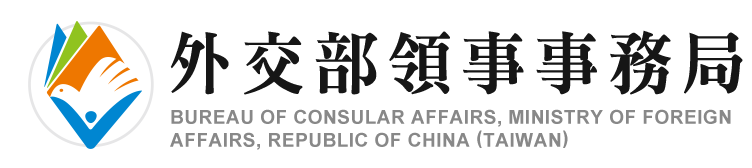 外交部領事事務局
BUREAU OF CONSULAR AFFAIRS, MINISTRY OF FOREIGN
AFFAIRS, REPUBLIC OF CHINA (TAIWAN)